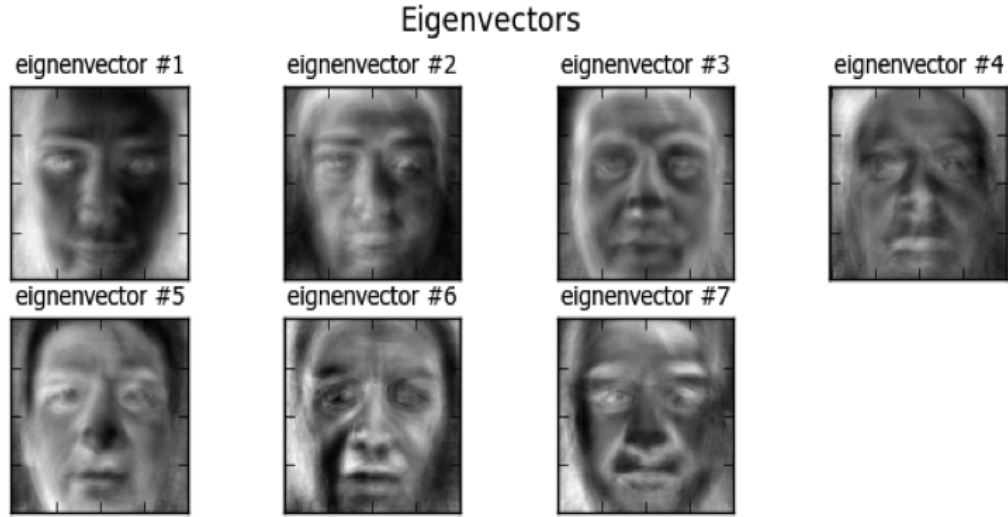 Eigenvectors
eignenvector #1
eignenvector #2
eignenvector #3
eignenvector #4
eignenvector #5
eignenvector #6
eignenvector #7